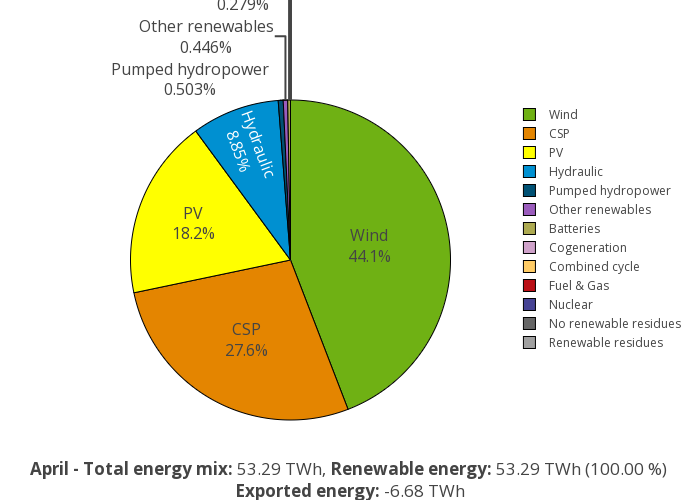 0.279%
Other renewables
0.446%
Pumped hydropower
0.503%
Hydraulic
8.85%
PV
18.2%
Wind
44.1%
CSP
27.6%
Wind
CSP
PV
Hydraulic
Pumped hydropower
Other renewables
Batteries
Cogeneration
Combined cycle
Fuel & Gas
Nuclear
No renewable residues
Renewable residues
April - Total energy mix: 53.29 TWh, Renewable energy: 53.29 TWh (100.00 %)
Exported energy: -6.68 TWh